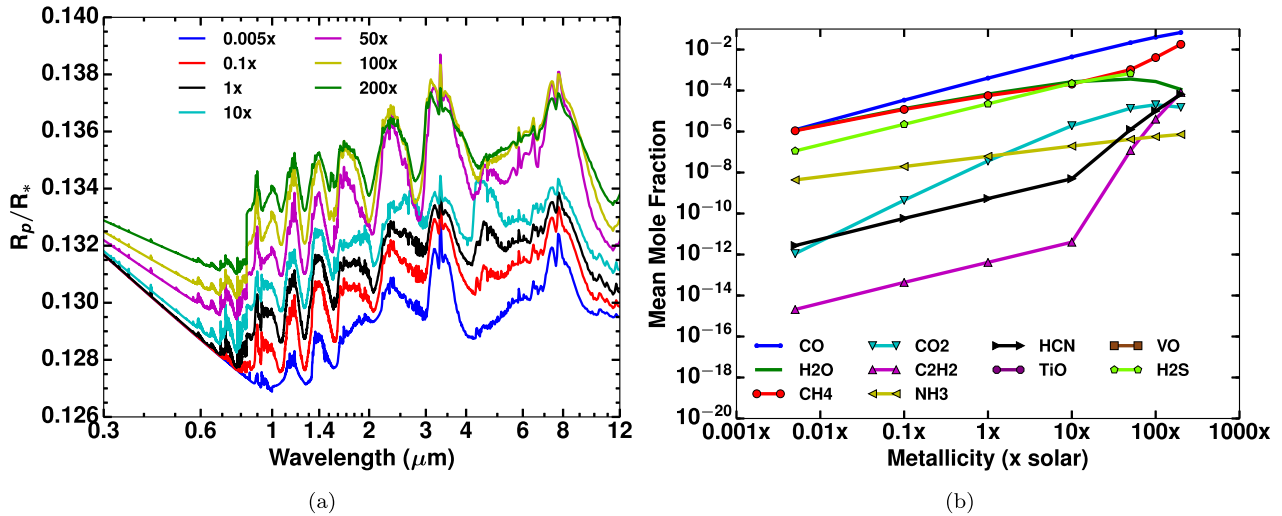 0.140
0.138
0.136
0.134
0.132
0.130
0.128
0.126
R_p/R_*
0.005x
0.1x
1x
10x
50x
100x
200x
0.3
0.6
1
1.4
2
3
4
6
8
12
Wavelength (μm)
(a)
10^−2
10^−4
10^−6
10^−8
10^−10
10^−12
10^−14
10^−16
10^−18
10^−20
Mean Mole Fraction
CO
H2O
CH4
CO2
C2H2
NH3
HCN
TiO
VO
H2S
0.001x
0.01x
0.1x
1x
10x
100x
1000x
Metallicity (x solar)
(b)